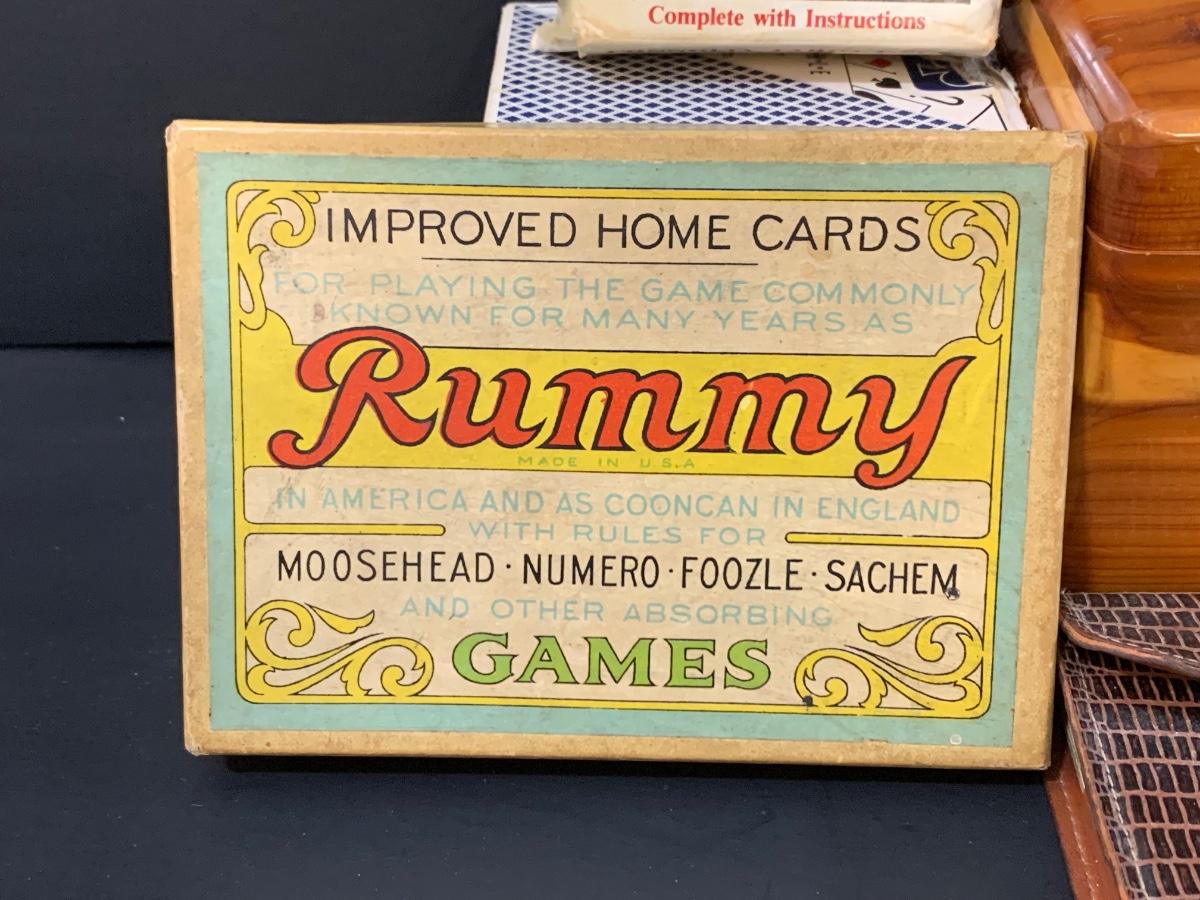 Complete with Instructions
IMPROVED HOME CARDS
FOR PLAYING THE GAME COMMONLY
KNOWN FOR MANY YEARS AS
Rummy
MADE IN U.S.A
IN AMERICA AND AS COONCAN IN ENGLAND
WITH RULES FOR
MOOSEHEAD · NUMERO · FOOZLE · SACHEM
AND OTHER ABSORBING
GAMES